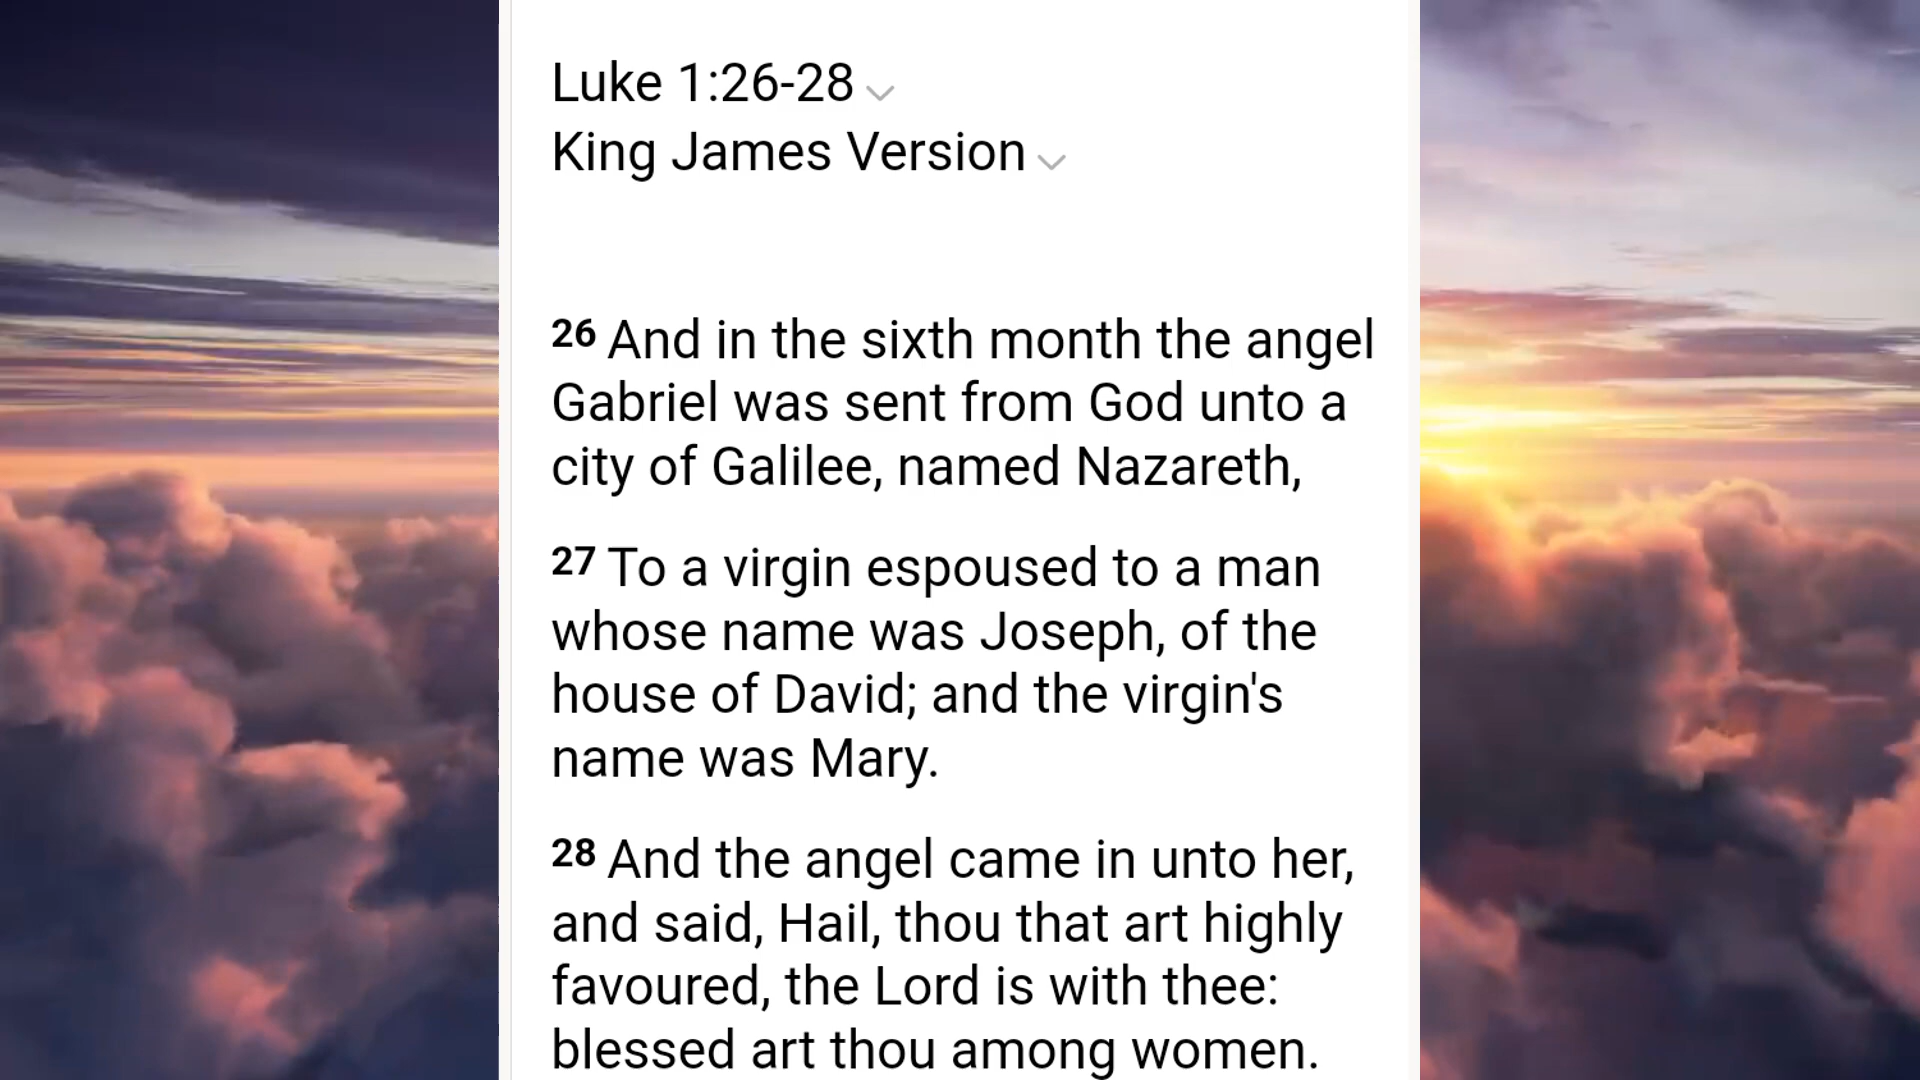 Luke 1:26-28
King James Version
26 And in the sixth month the angel
Gabriel was sent from God unto a
city of Galilee, named Nazareth,
27 To a virgin espoused to a man
whose name was Joseph, of the
house of David; and the virgin's
name was Mary.
28 And the angel came in unto her,
and said, Hail, thou that art highly
favoured, the Lord is with thee:
blessed art thou among women.